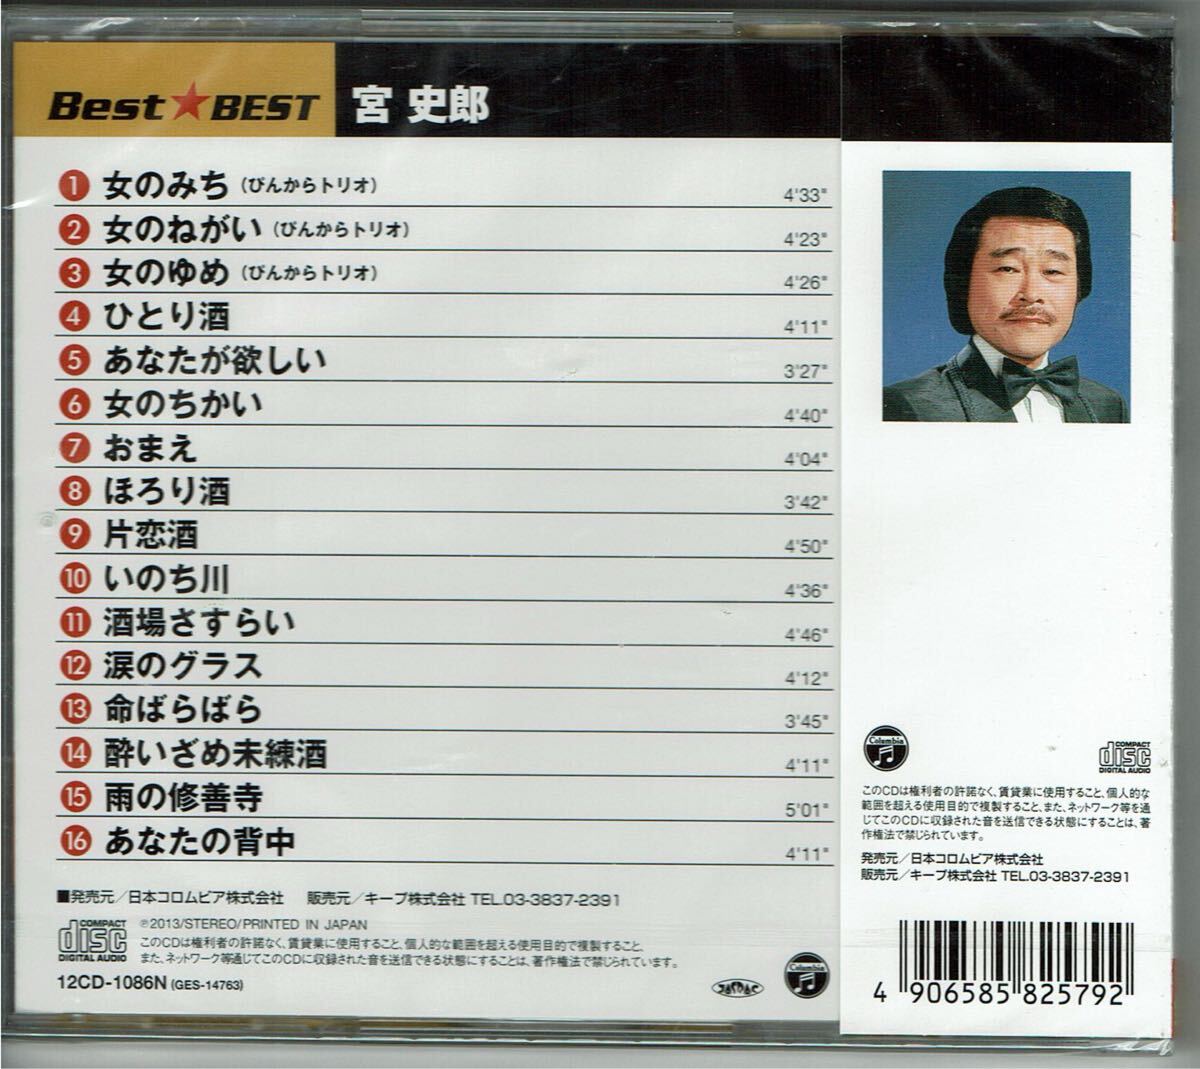 Best★BEST 宮 史郎
1 女のみち (ぴんからトリオ) 4'33"
2 女のねがい (ぴんからトリオ) 4'23"
3 女のゆめ (ぴんからトリオ) 4'26"
4 ひとり酒 4'11"
5 あなたが欲しい 3'27"
6 女のちかい 4'40"
7 おまえ 4'04"
8 ほろり酒 3'42"
9 片恋酒 4'50"
10 いのち川 4'36"
11 酒場さすらい 4'46"
12 涙のグラス 4'12"
13 命ばらばら 3'45"
14 酔いざめ未練酒 4'11"
15 雨の修善寺 5'01"
16 あなたの背中 4'11"
■発売元/日本コロムビア株式会社 販売元/キープ株式会社 TEL.03-3837-2391
COMPACT disc DIGITAL AUDIO
℗2013/STEREO/PRINTED IN JAPAN
このCDは権利者の許諾なく、賃貸業に使用すること、個人的な範囲を超える使用目的で複製すること、
また、ネットワーク等通じてこのCDに収録された音を送信できる状態にすることは、著作権法で禁じられています。
12CD-1086N (GES-14763)
JASRAC
Columbia
Columbia
COMPACT disc DIGITAL AUDIO
このCDは権利者の許諾なく、賃貸業に使用すること、個人的な
範囲を超える使用目的で複製すること、また、ネットワーク等を通
じてこのCDに収録された音を送信できる状態にすることは、著
作権法で禁じられています。
発売元/日本コロムビア株式会社
販売元/キープ株式会社 TEL.03-3837-2391
4 906585 825792